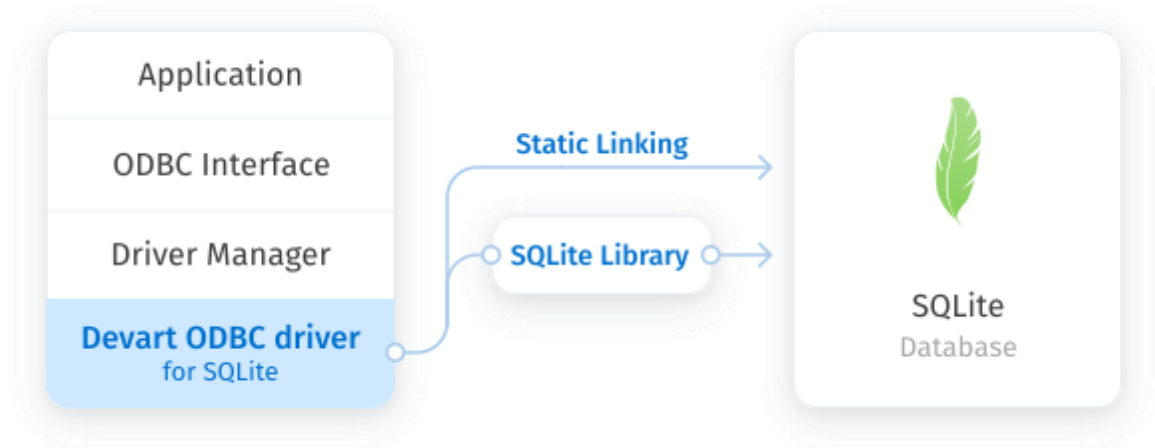 Application
ODBC Interface
Driver Manager
Devart ODBC driver
for SQLite
Static Linking
SQLite Library
SQLite
Database